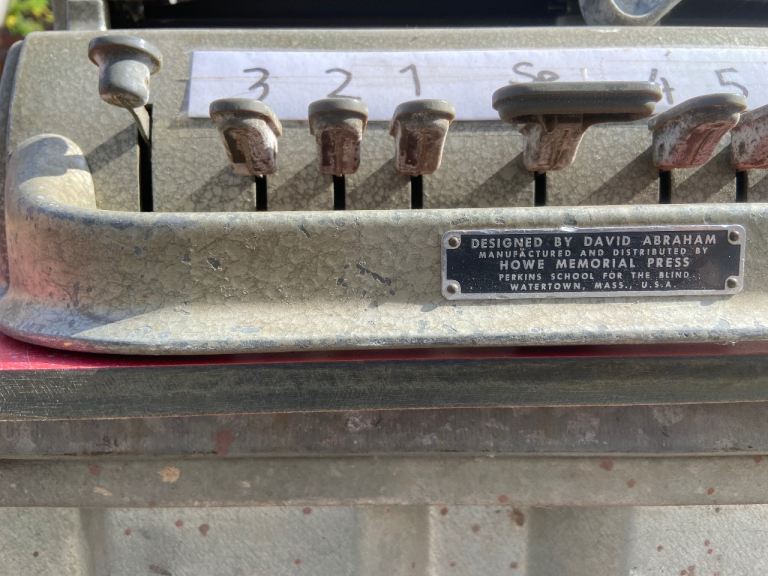 3 2 1 4 5
DESIGNED BY DAVID ABRAHAM
MANUFACTURED AND DISTRIBUTED BY
HOWE MEMORIAL PRESS
PERKINS SCHOOL FOR THE BLIND
WATERTOWN, MASS., U.S.A.